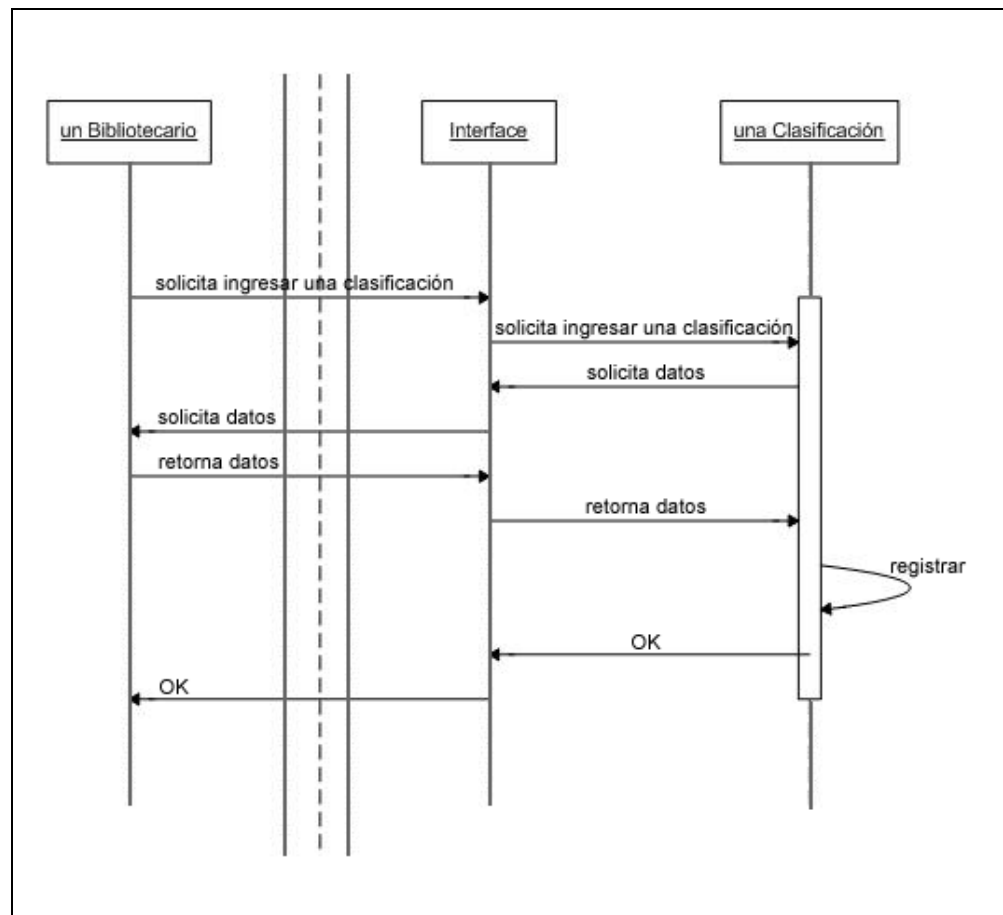 un Bibliotecario
Interface
una Clasificación
solicita ingresar una clasificación
solicita ingresar una clasificación
solicita datos
solicita datos
retorna datos
retorna datos
registrar
OK
OK